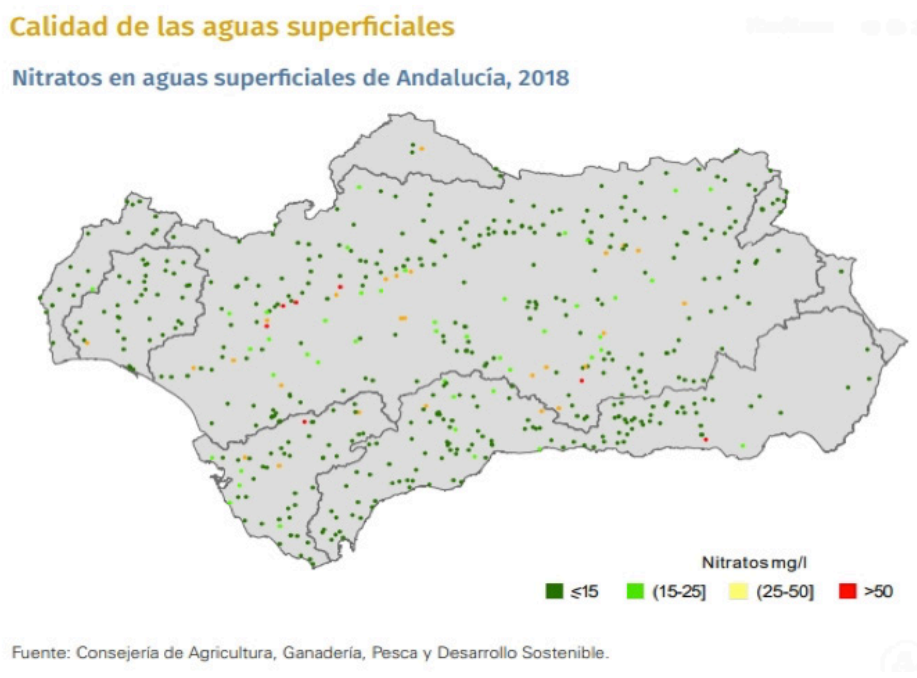 Calidad de las aguas superficiales
Nitratos en aguas superficiales de Andalucía, 2018
Nitratos mg/l
⩽15 (15-25] (25-50] >50
Fuente: Consejería de Agricultura, Ganadería, Pesca y Desarrollo Sostenible.